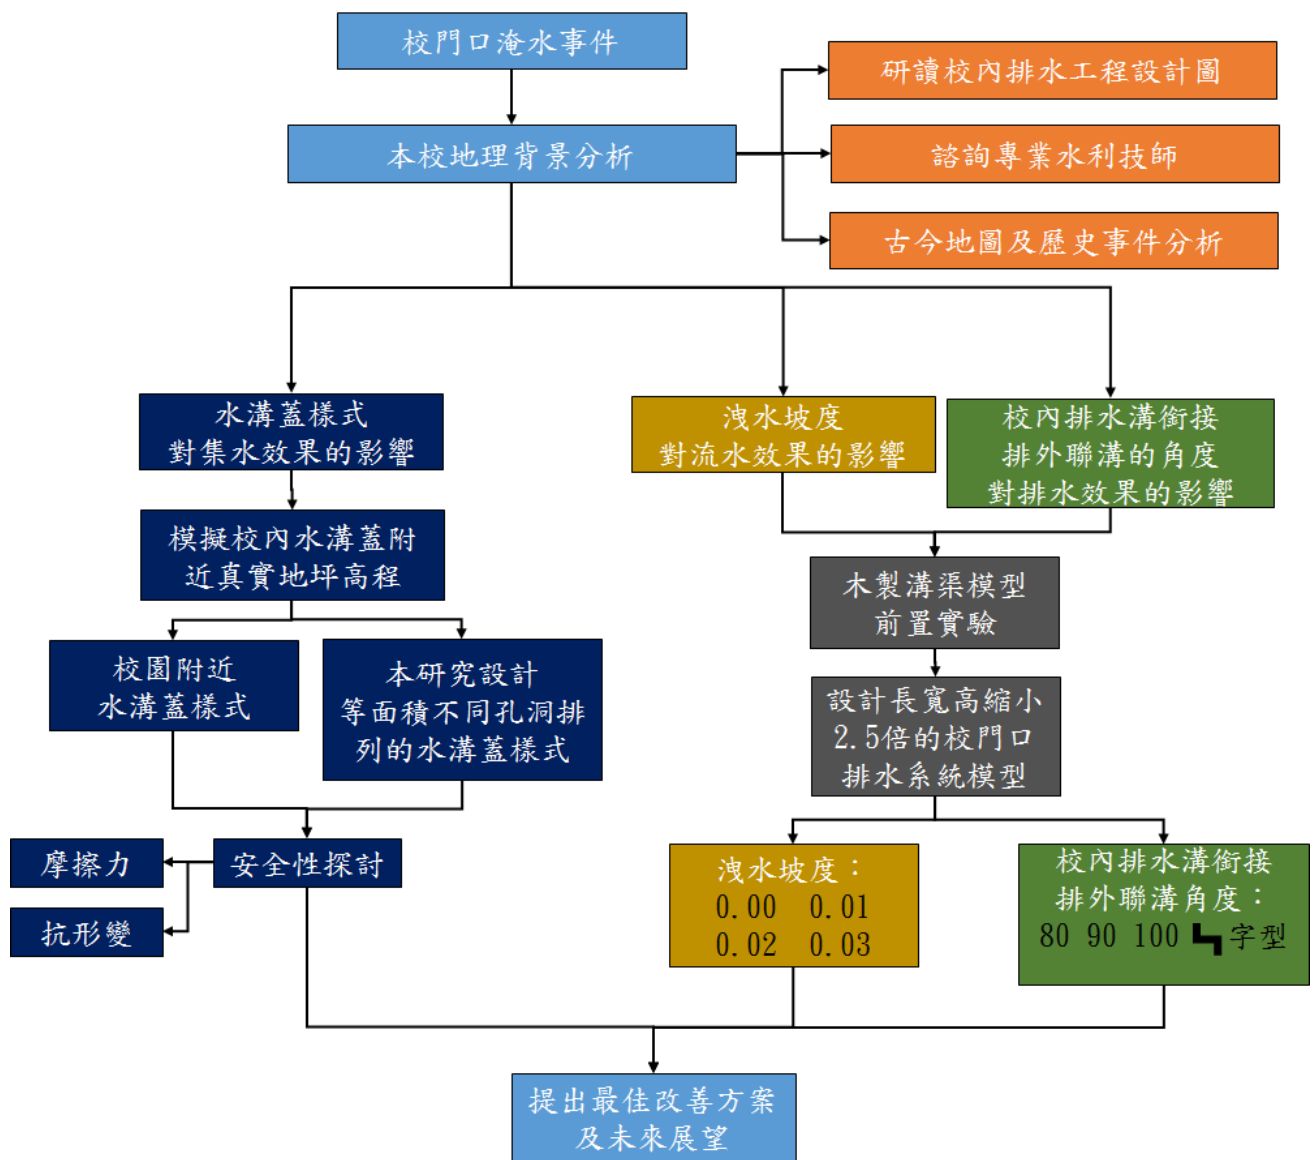 校門口淹水事件
研讀校內排水工程設計圖
本校地理背景分析
諮詢專業水利技師
古今地圖及歷史事件分析
水溝蓋樣式
對集水效果的影響
洩水坡度
對流水效果的影響
校內排水溝銜接
排外聯溝的角度
對排水效果的影響
模擬校內水溝蓋附
近真實地坪高程
木製溝渠模型
前置實驗
校園附近
水溝蓋樣式
本研究設計
等面積不同孔洞排
列的水溝蓋樣式
設計長寬高縮小
2.5倍的校門口
排水系統模型
摩擦力
安全性探討
抗形變
洩水坡度：
0.00 0.01
0.02 0.03
校內排水溝銜接
排外聯溝角度：
80 90 100 字型
提出最佳改善方案
及未來展望